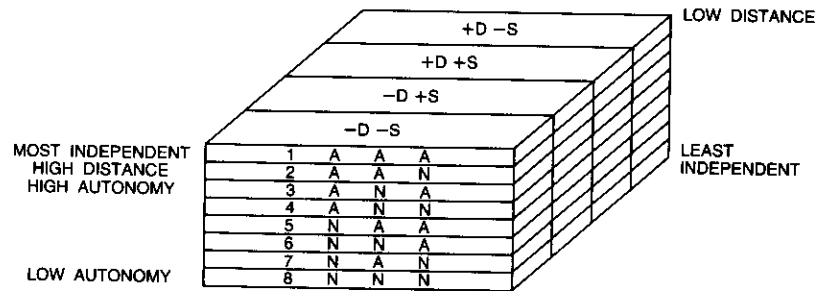 +D −S
LOW DISTANCE
+D +S
−D +S
−D −S
MOST INDEPENDENT
HIGH DISTANCE
HIGH AUTONOMY
1 A A A
2 A A N
3 A N A
4 A N N
5 N A A
6 N N A
7 N A N
8 N N N
LEAST
INDEPENDENT
LOW AUTONOMY